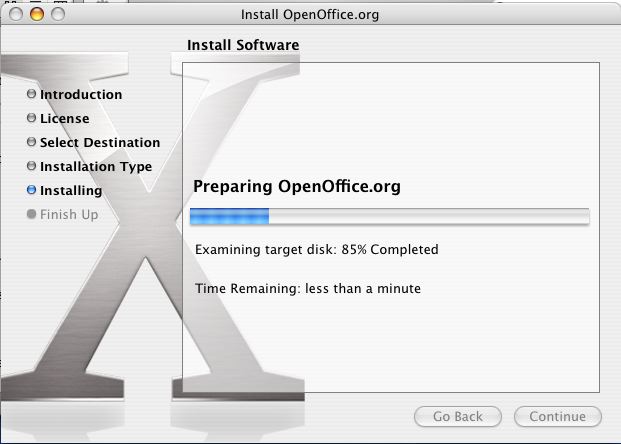 Install OpenOffice.org
Install Software
Introduction
License
Select Destination
Installation Type
Installing
Finish Up
Preparing OpenOffice.org
Examining target disk: 85% Completed
Time Remaining: less than a minute
Go Back
Continue